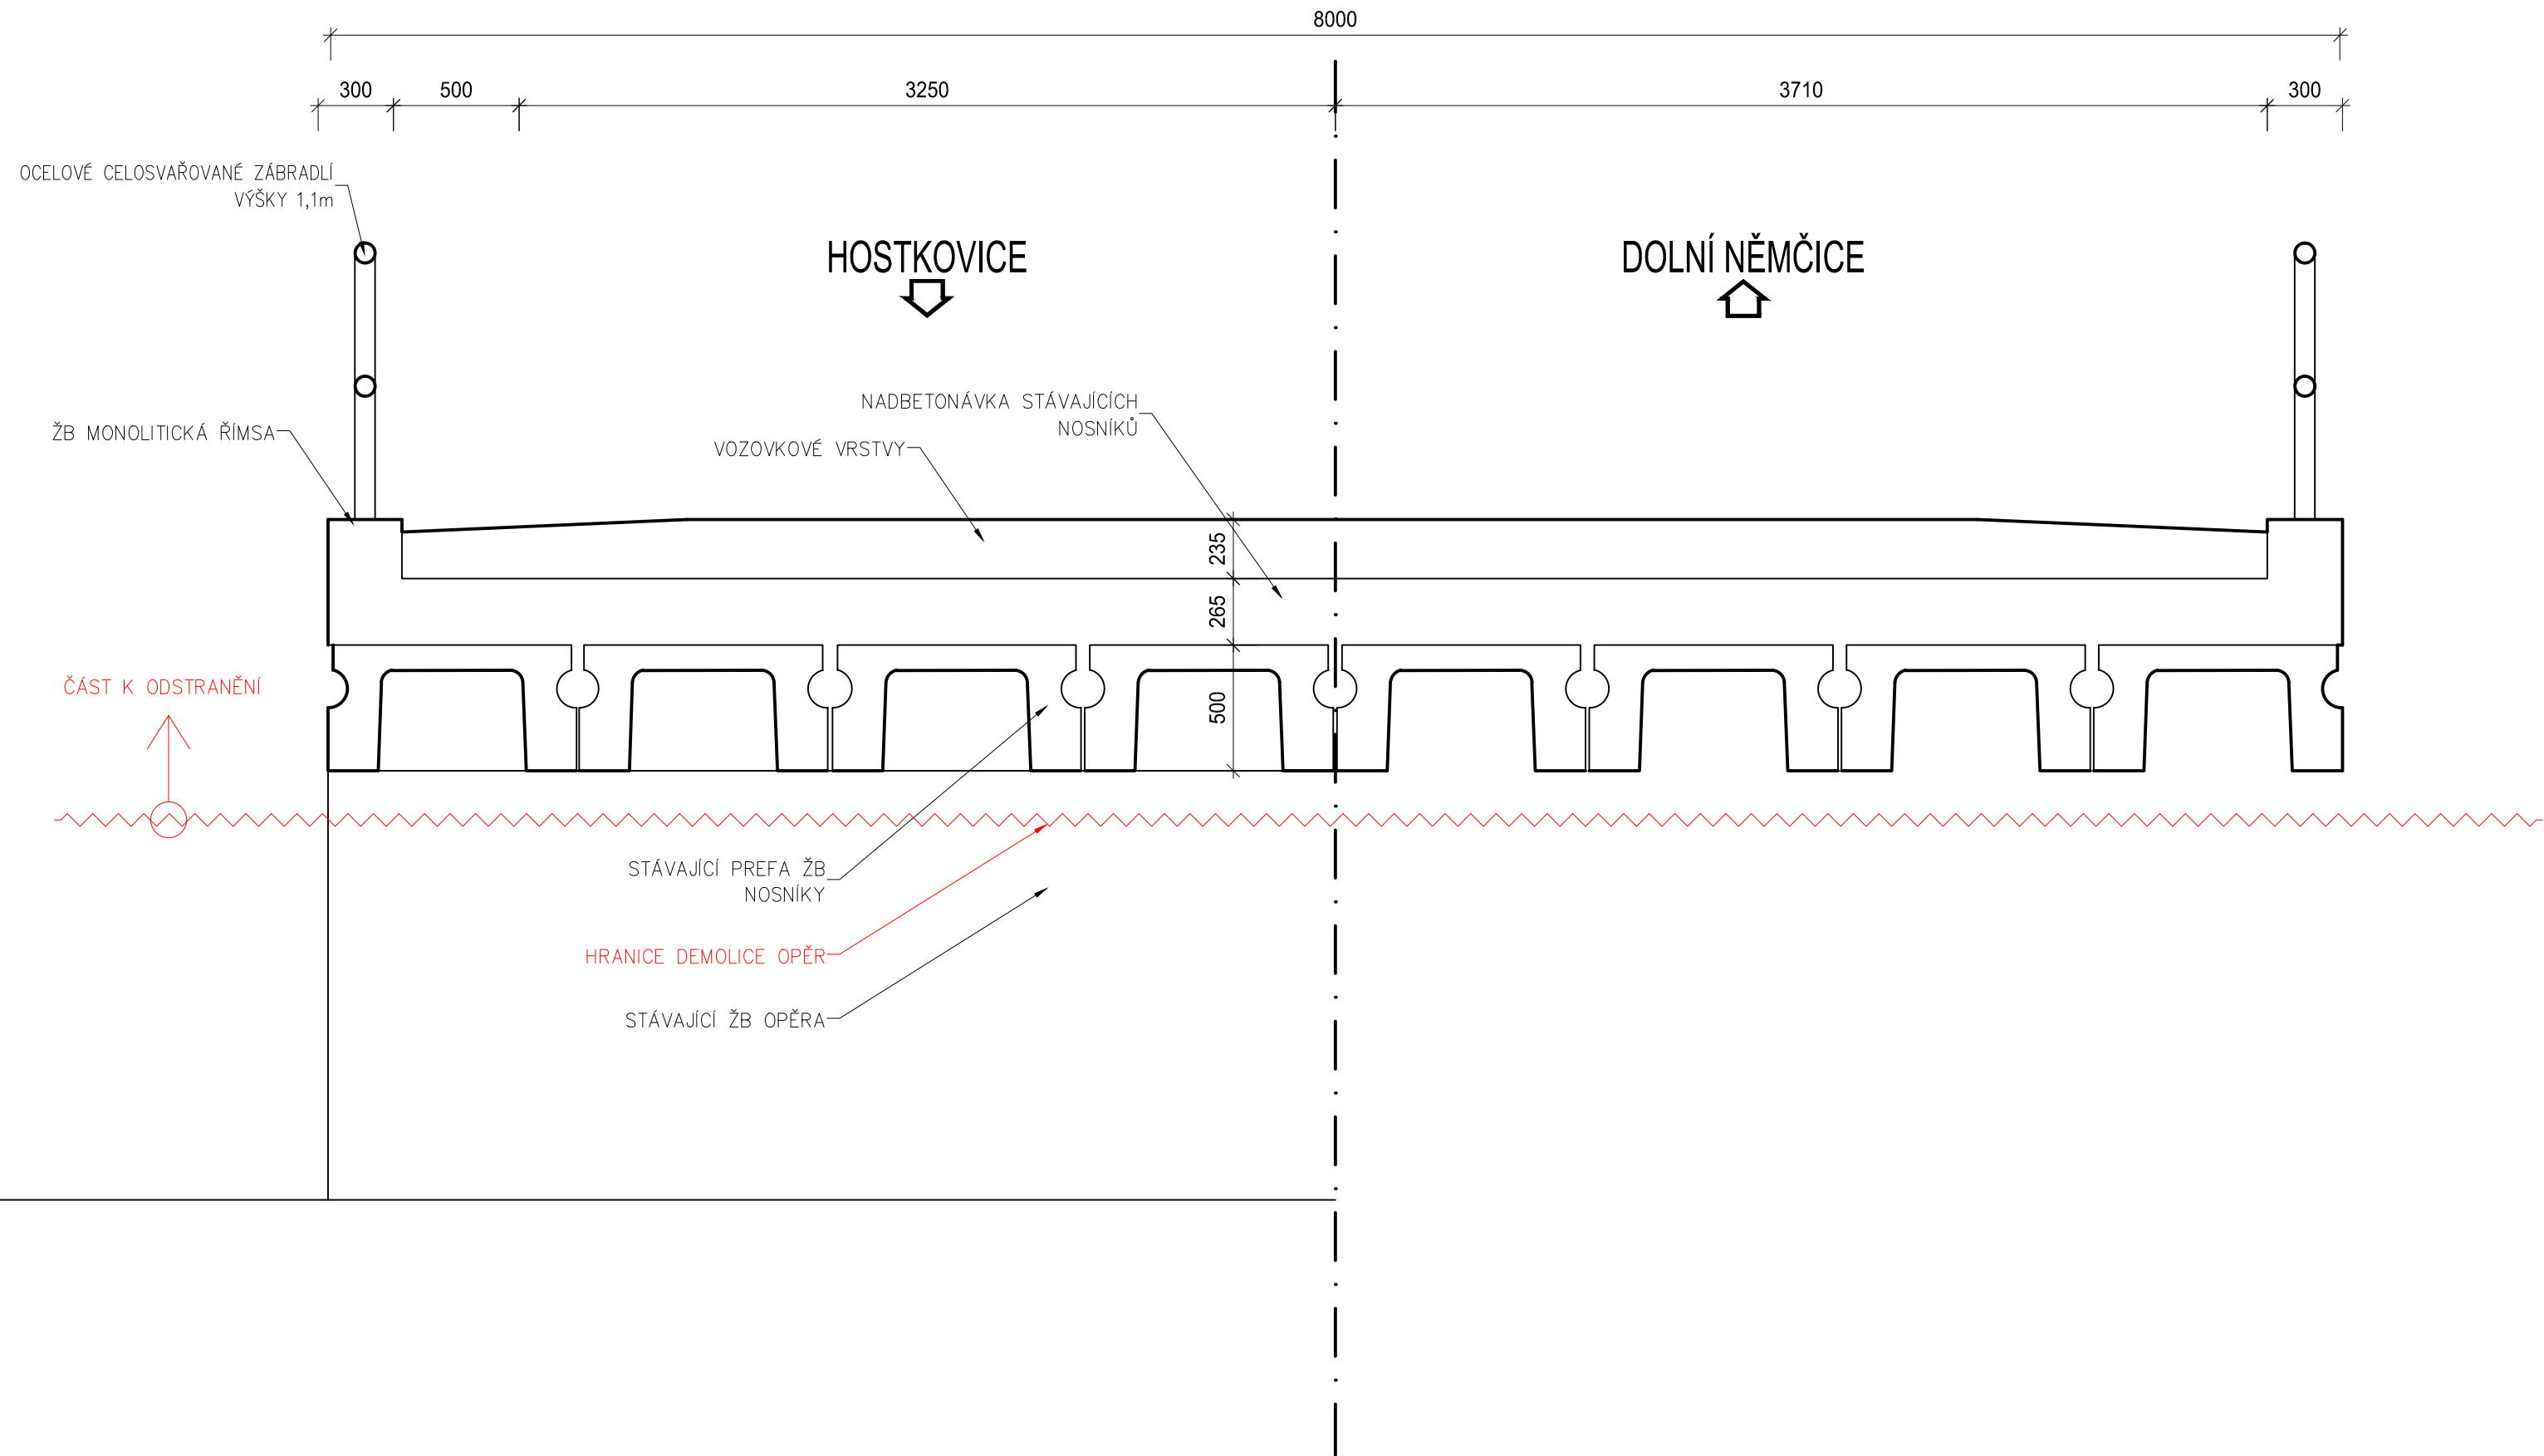 8000
300
500
3250
3710
300
OCELOVÉ CELOSVAŘOVANÉ ZÁBRADLÍ
VÝŠKY 1,1m
HOSTKOVICE
DOLNÍ NĚMČICE
NADBETONÁVKA STÁVAJÍCÍCH
NOSNÍKŮ
ŽB MONOLITICKÁ ŘÍMSA
VOZOVKOVÉ VRSTVY
235
265
500
ČÁST K ODSTRANĚNÍ
STÁVAJÍCÍ PREFA ŽB
NOSNÍKY
HRANICE DEMOLICE OPĚR
STÁVAJÍCÍ ŽB OPĚRA